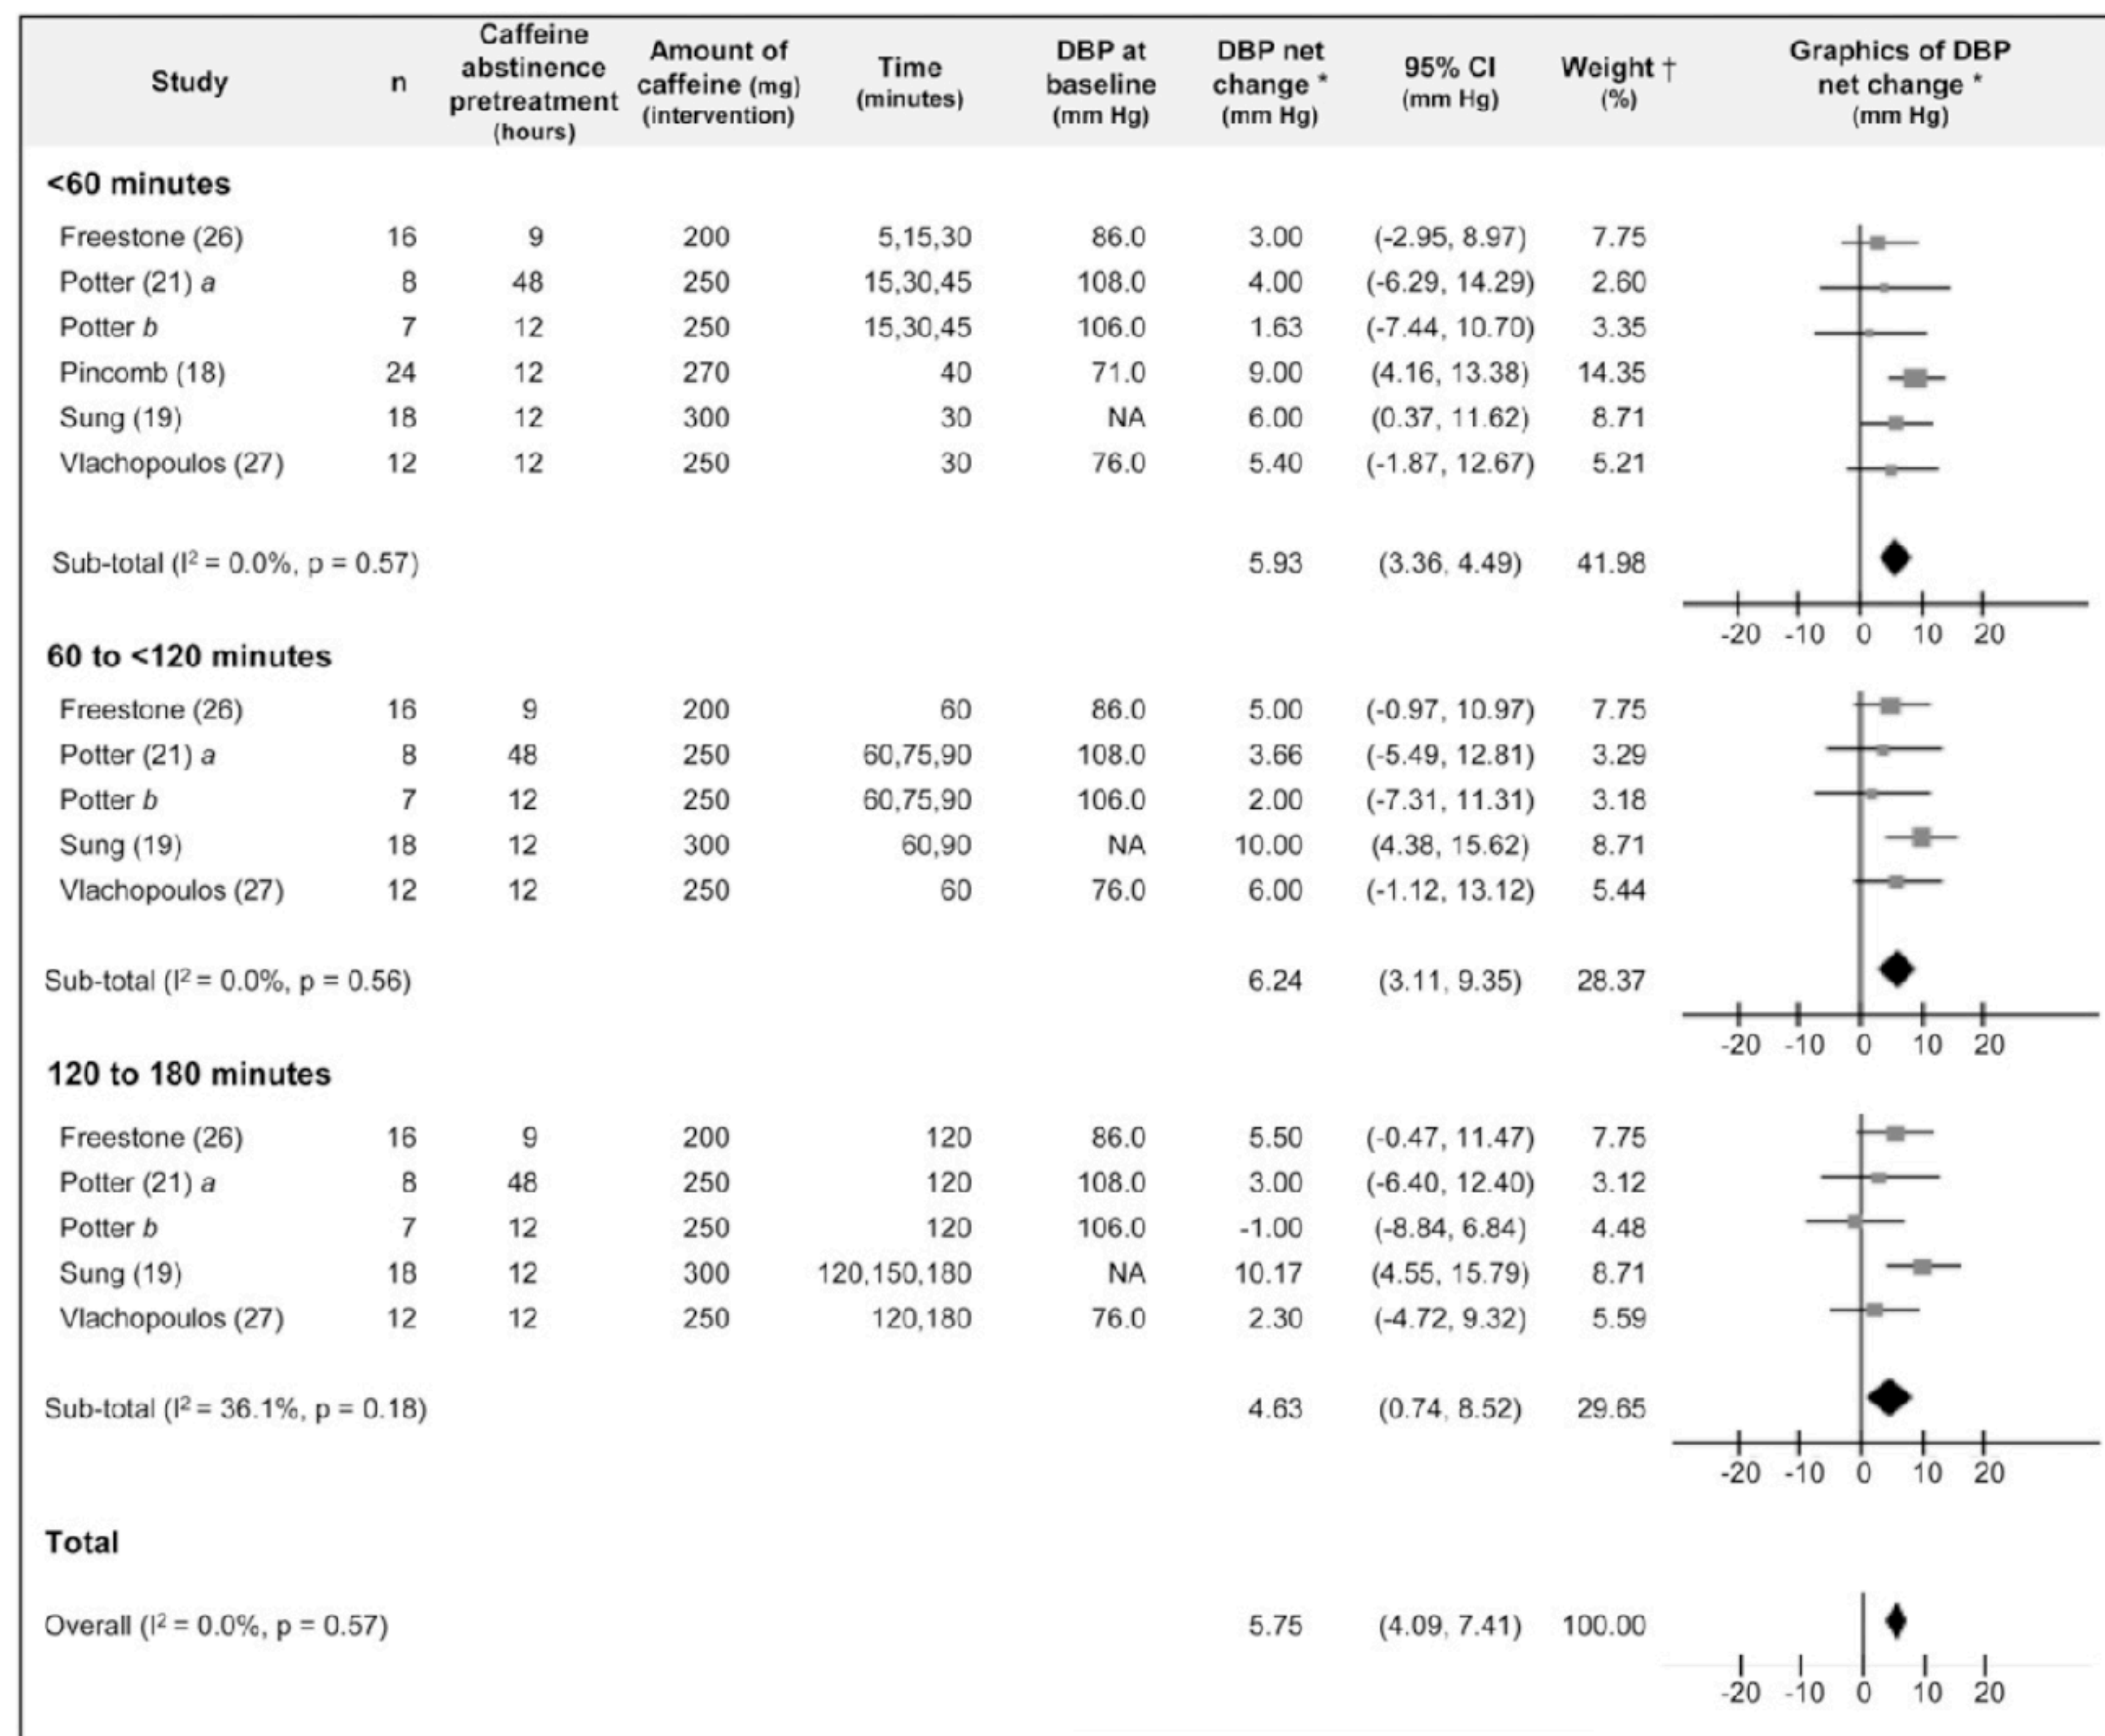 Study n Caffeine abstinence pretreatment (hours) Amount of caffeine (mg) (intervention) Time (minutes) DBP at baseline (mm Hg) DBP net change * (mm Hg) 95% CI (mm Hg) Weight † (%) Graphics of DBP net change * (mm Hg)
<60 minutes
Freestone (26) 16 9 200 5,15,30 86.0 3.00 (-2.95, 8.97) 7.75
Potter (21) a 8 48 250 15,30,45 108.0 4.00 (-6.29, 14.29) 2.60
Potter b 7 12 250 15,30,45 106.0 1.63 (-7.44, 10.70) 3.35
Pincomb (18) 24 12 270 40 71.0 9.00 (4.16, 13.38) 14.35
Sung (19) 18 12 300 30 NA 6.00 (0.37, 11.62) 8.71
Vlachopoulos (27) 12 12 250 30 76.0 5.40 (-1.87, 12.67) 5.21
Sub-total (I² = 0.0%, p = 0.57) 5.93 (3.36, 4.49) 41.98
-20 -10 0 10 20
60 to <120 minutes
Freestone (26) 16 9 200 60 86.0 5.00 (-0.97, 10.97) 7.75
Potter (21) a 8 48 250 60,75,90 108.0 3.66 (-5.49, 12.81) 3.29
Potter b 7 12 250 60,75,90 106.0 2.00 (-7.31, 11.31) 3.18
Sung (19) 18 12 300 60,90 NA 10.00 (4.38, 15.62) 8.71
Vlachopoulos (27) 12 12 250 60 76.0 6.00 (-1.12, 13.12) 5.44
Sub-total (I² = 0.0%, p = 0.56) 6.24 (3.11, 9.35) 28.37
-20 -10 0 10 20
120 to 180 minutes
Freestone (26) 16 9 200 120 86.0 5.50 (-0.47, 11.47) 7.75
Potter (21) a 8 48 250 120 108.0 3.00 (-6.40, 12.40) 3.12
Potter b 7 12 250 120 106.0 -1.00 (-8.84, 6.84) 4.48
Sung (19) 18 12 300 120,150,180 NA 10.17 (4.55, 15.79) 8.71
Vlachopoulos (27) 12 12 250 120,180 76.0 2.30 (-4.72, 9.32) 5.59
Sub-total (I² = 36.1%, p = 0.18) 4.63 (0.74, 8.52) 29.65
-20 -10 0 10 20
Total
Overall (I² = 0.0%, p = 0.57) 5.75 (4.09, 7.41) 100.00
-20 -10 0 10 20